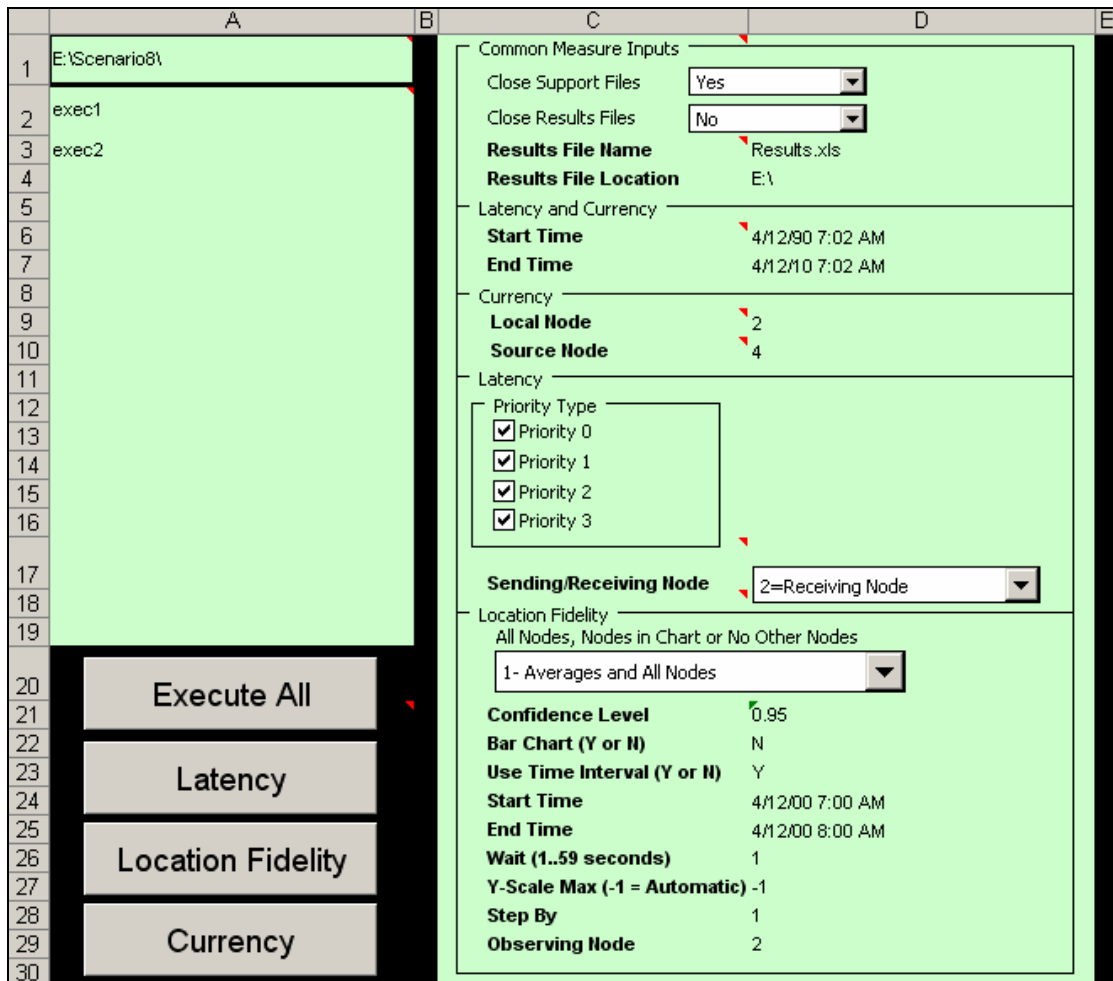 A B C D E
1 E:\Scenario8\ Common Measure Inputs
Close Support Files Yes
2 exec1 Close Results Files No
3 exec2 Results File Name Results.xls
4 Results File Location E:\
5 Latency and Currency
6 Start Time 4/12/90 7:02 AM
7 End Time 4/12/10 7:02 AM
8 Currency
9 Local Node 2
10 Source Node 4
11 Latency
12 Priority Type
13 Priority 0
14 Priority 1
15 Priority 2
16 Priority 3
17 Sending/Receiving Node 2=Receiving Node
18 Location Fidelity
19 All Nodes, Nodes in Chart or No Other Nodes
20 Execute All 1- Averages and All Nodes
21 Confidence Level 0.95
22 Bar Chart (Y or N) N
23 Latency Use Time Interval (Y or N) Y
24 Start Time 4/12/00 7:00 AM
25 End Time 4/12/00 8:00 AM
26 Location Fidelity Wait (1..59 seconds) 1
27 Y-Scale Max (-1 = Automatic) -1
28 Step By 1
29 Currency Observing Node 2
30